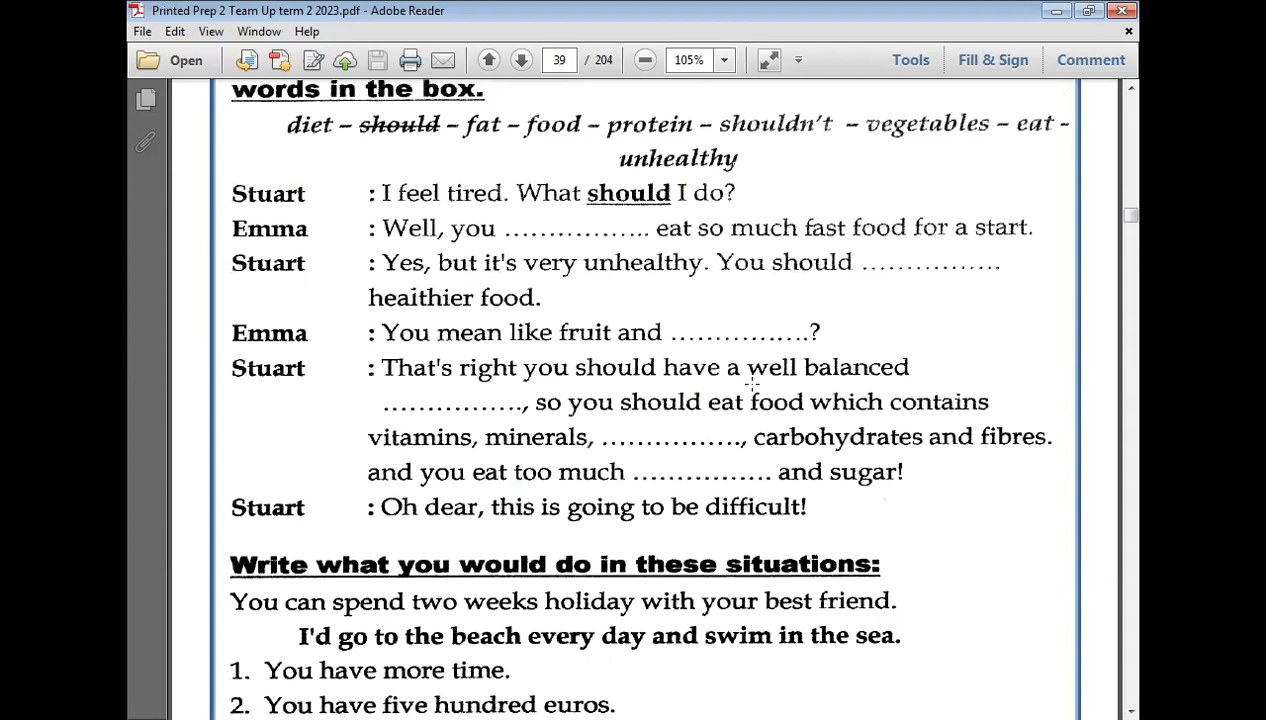 Printed Prep 2 Team Up term 2 2023.pdf - Adobe Reader
File Edit View Window Help
Open 39 / 204 105% Tools Fill & Sign Comment
words in the box.
diet – should – fat – food – protein – shouldn't – vegetables – eat -
unhealthy
Stuart : I feel tired. What should I do?
Emma : Well, you ……………….. eat so much fast food for a start.
Stuart : Yes, but it's very unhealthy. You should ………………
healthier food.
Emma : You mean like fruit and ……………….?
Stuart : That's right you should have a well balanced
………………, so you should eat food which contains
vitamins, minerals, ………………, carbohydrates and fibres.
and you eat too much ………………. and sugar!
Stuart : Oh dear, this is going to be difficult!
Write what you would do in these situations:
You can spend two weeks holiday with your best friend.
I'd go to the beach every day and swim in the sea.
1. You have more time.
2. You have five hundred euros.